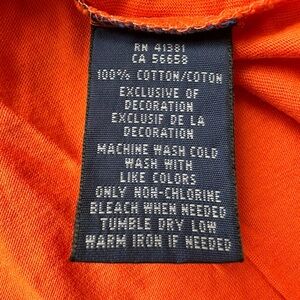 RN 41381
CA 56658
100% COTTON/COTON
EXCLUSIVE OF
DECORATION
EXCLUSIF DE LA
DECORATION
MACHINE WASH COLD
WASH WITH
LIKE COLORS
ONLY NON-CHLORINE
BLEACH WHEN NEEDED
TUMBLE DRY LOW
WARM IRON IF NEEDED